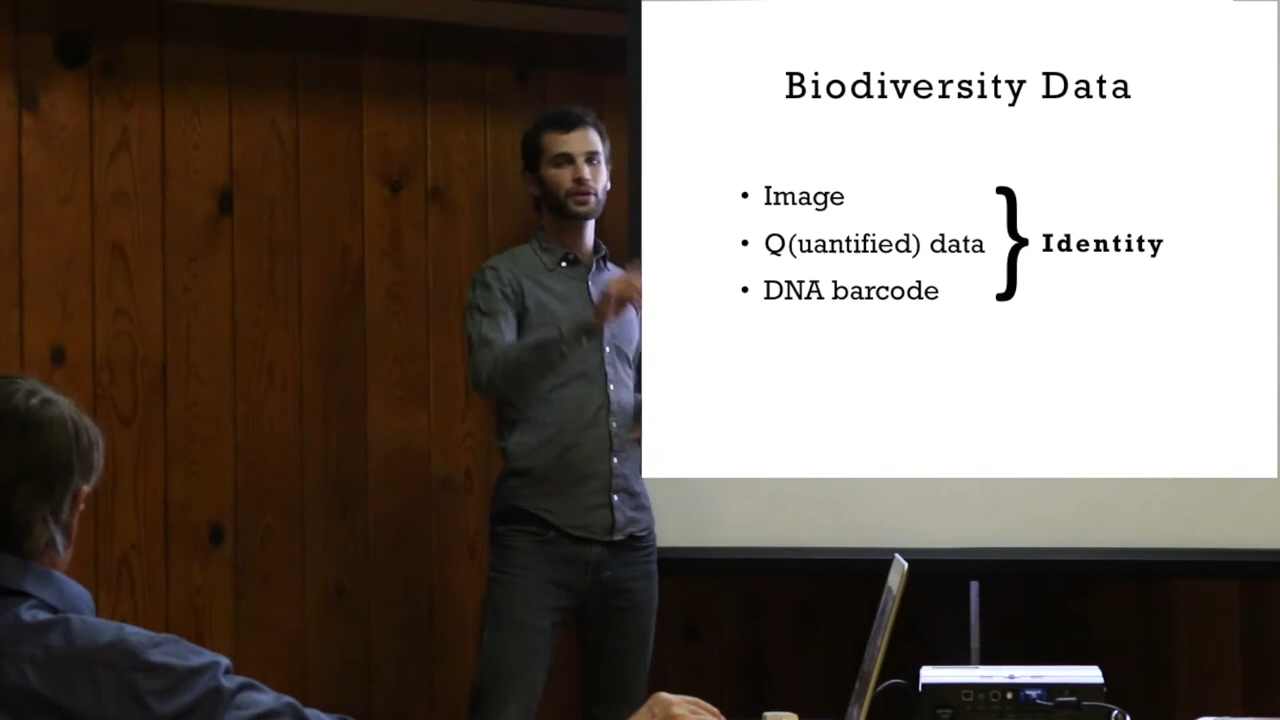 Biodiversity Data
• Image
• Q(uantified) data
• DNA barcode
} Identity